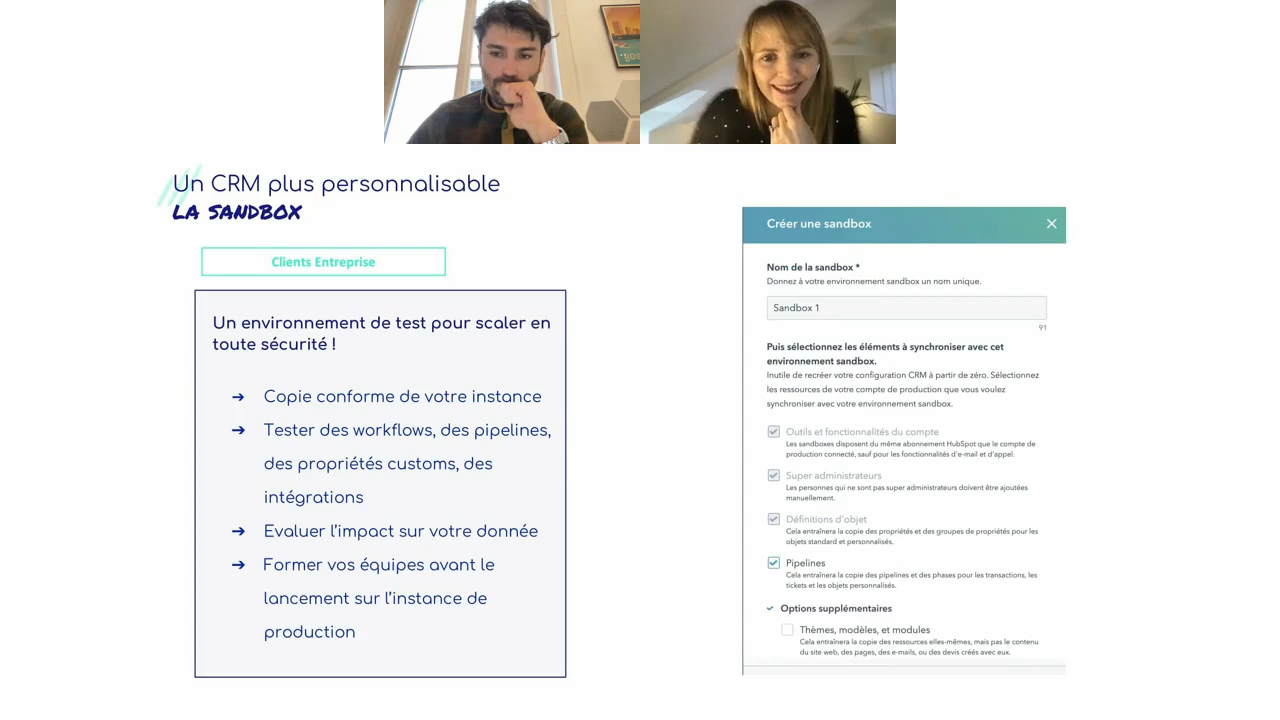 Un CRM plus personnalisable
LA SANDBOX
Clients Entreprise
Un environnement de test pour scaler en
toute sécurité !
➔ Copie conforme de votre instance
➔ Tester des workflows, des pipelines,
des propriétés customs, des
intégrations
➔ Evaluer l'impact sur votre donnée
➔ Former vos équipes avant le
lancement sur l'instance de
production
Créer une sandbox
Nom de la sandbox *
Donnez à votre environnement sandbox un nom unique.
Sandbox 1
91
Puis sélectionnez les éléments à synchroniser avec cet
environnement sandbox.
Inutile de recréer votre configuration CRM à partir de zéro. Sélectionnez
les ressources de votre compte de production que vous voulez
synchroniser avec votre environnement sandbox.
Outils et fonctionnalités du compte
Les sandboxes disposent du même abonnement HubSpot que le compte de
production connecté, sauf pour les fonctionnalités d'e-mail et d'appel.
Super administrateurs
Les personnes qui ne sont pas super administrateurs doivent être ajoutées
manuellement.
Définitions d'objet
Cela entraînera la copie des propriétés et des groupes de propriétés pour les
objets standard et personnalisés.
Pipelines
Cela entraînera la copie des pipelines et des phases pour les transactions, les
tickets et les objets personnalisés.
Options supplémentaires
Thèmes, modèles, et modules
Cela entraînera la copie des ressources elles-mêmes, mais pas le contenu
du site web, des pages, des e-mails, ou des devis créés avec eux.